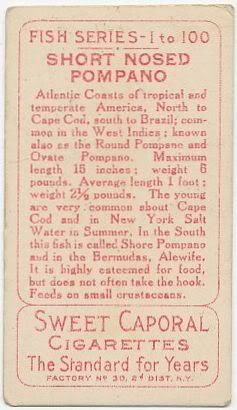 FISH SERIES-1 to 100
SHORT NOSED
POMPANO
Atlantic Coasts of tropical and
temperate America, North to
Cape Cod, south to Brazil; com-
mon in the West Indies; known
also as the Round Pompano and
Ovate Pompano. Maximum
length 15 inches; weight 6
pounds. Average length 1 foot;
weight 2½ pounds. The young
are very common about Cape
Cod and in New York Salt
Water in Summer. In the South
this fish is called Shore Pompano
and in the Bermudas, Alewife.
It is highly esteemed for food,
but does not often take the hook.
Feeds on small crustaceans.
SWEET CAPORAL
CIGARETTES
The Standard for Years
FACTORY No 30, 2d DIST. N.Y.